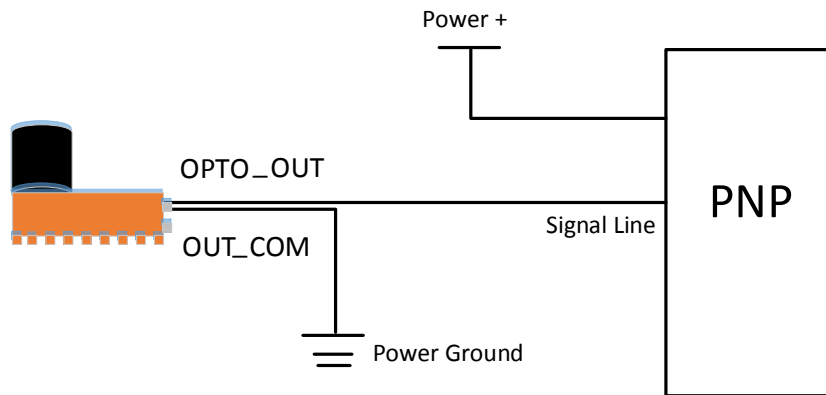 Power +
OPTO_OUT
PNP
Signal Line
OUT_COM
Power Ground